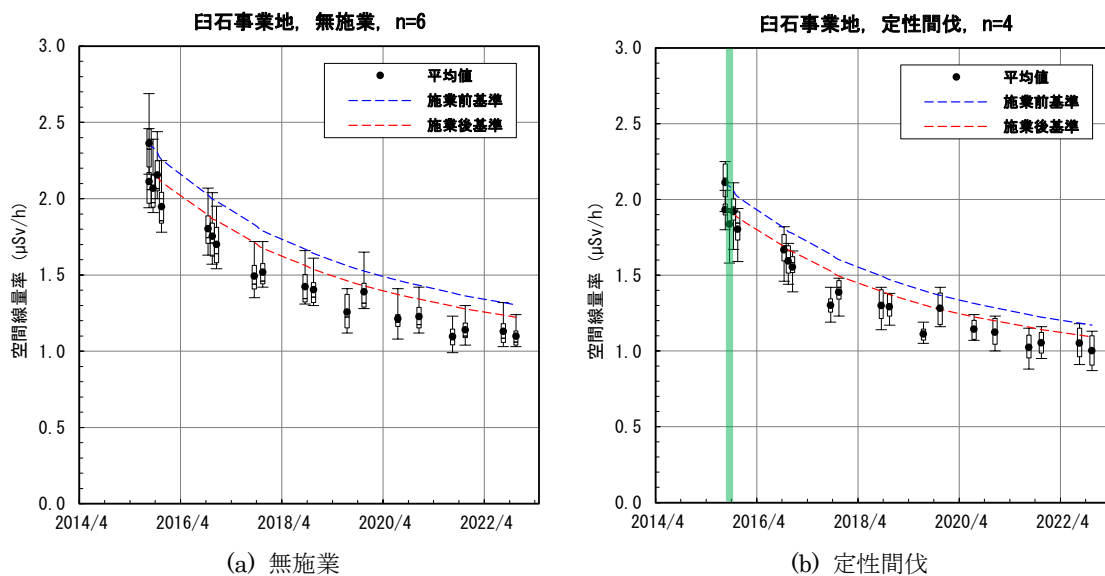 臼石事業地, 無施業, n=6
3.0
2.5
2.0
1.5
1.0
0.5
0.0
空間線量率 (μSv/h)
平均値
施業前基準
施業後基準
2014/4 2016/4 2018/4 2020/4 2022/4
(a) 無施業
臼石事業地, 定性間伐, n=4
3.0
2.5
2.0
1.5
1.0
0.5
0.0
空間線量率 (μSv/h)
平均値
施業前基準
施業後基準
2014/4 2016/4 2018/4 2020/4 2022/4
(b) 定性間伐